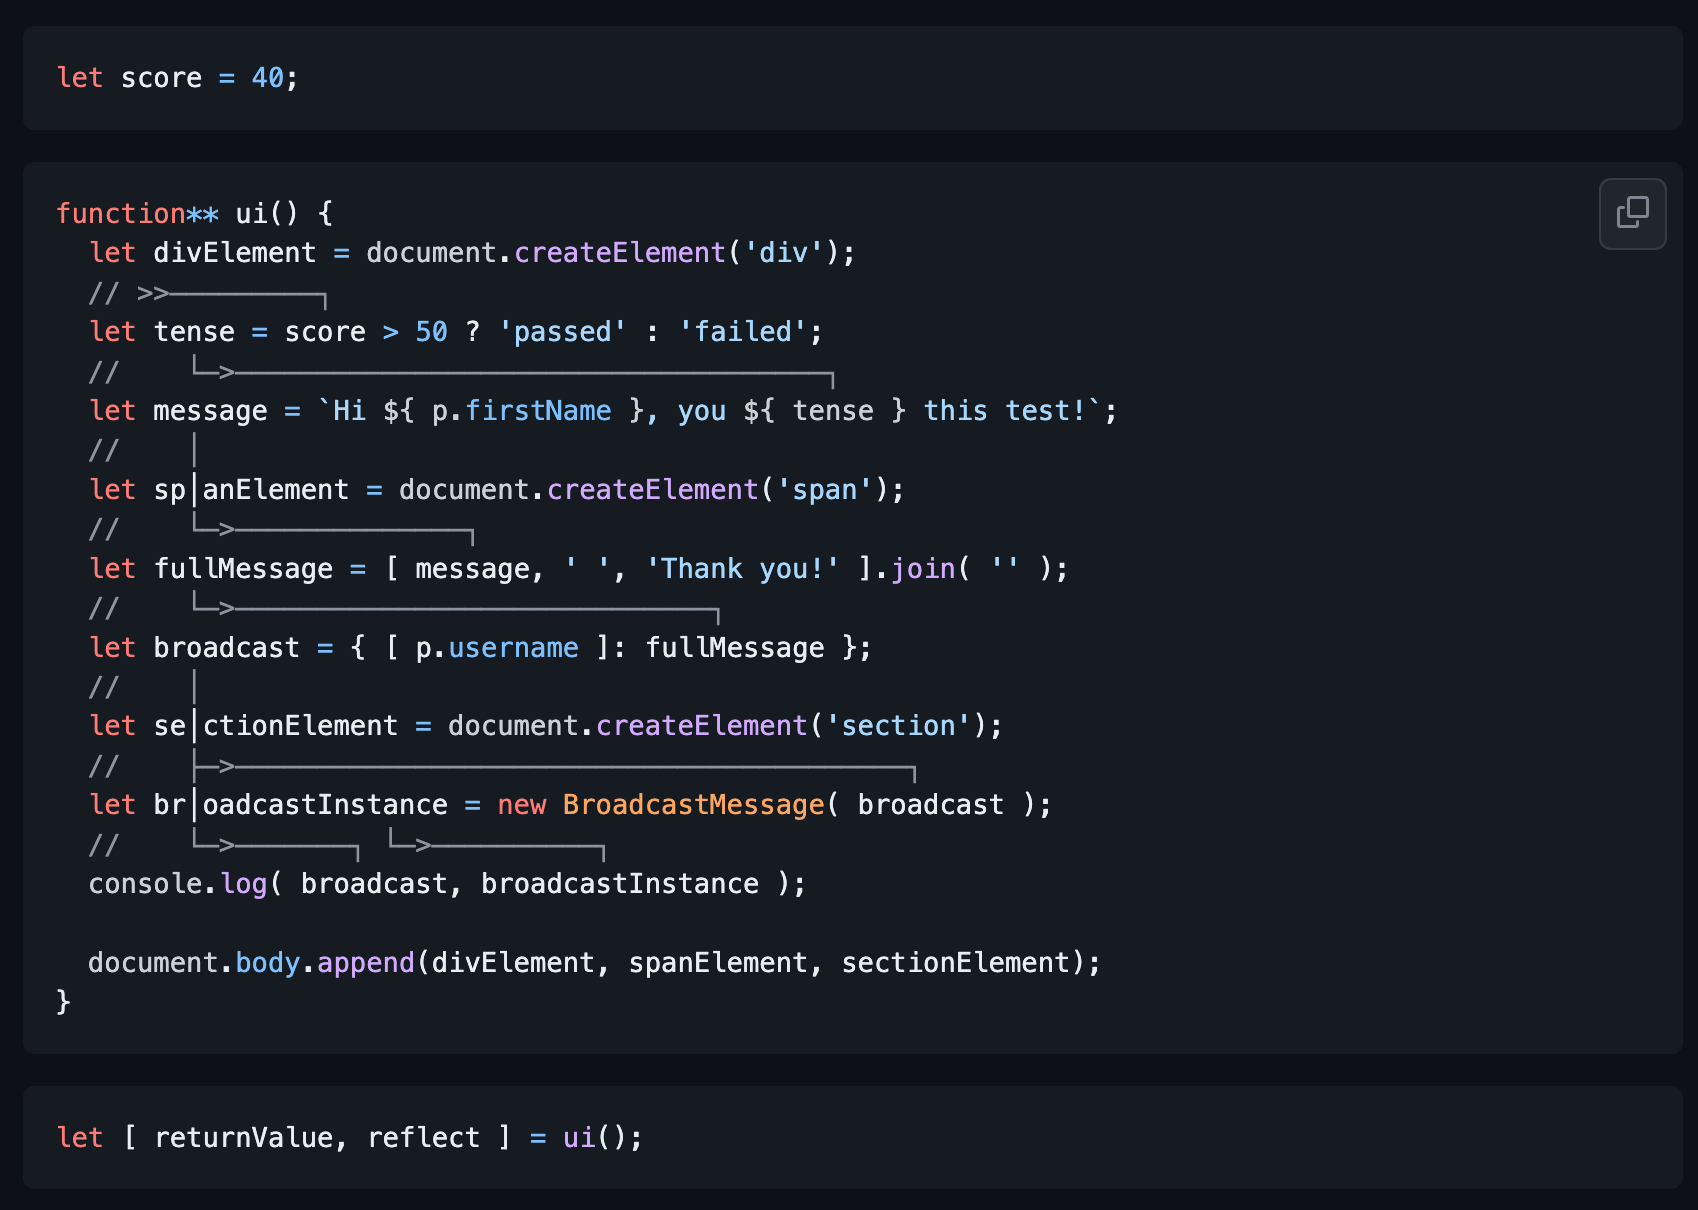 let score = 40;
function** ui() {
  let divElement = document.createElement('div');
  // >>─────────┐
  let tense = score > 50 ? 'passed' : 'failed';
  //    └─>────────────────────────────────────┐
  let message = `Hi ${ p.firstName }, you ${ tense } this test!`;
  //    │
  let sp│anElement = document.createElement('span');
  //    └─>──────────────┐
  let fullMessage = [ message, ' ', 'Thank you!' ].join( '' );
  //    └─>─────────────────────────────┐
  let broadcast = { [ p.username ]: fullMessage };
  //    │
  let se│ctionElement = document.createElement('section');
  //    ├─>─────────────────────────────────────────┐
  let br│oadcastInstance = new BroadcastMessage( broadcast );
  //    └─>───────┐ └─>──────────┐
  console.log( broadcast, broadcastInstance );

  document.body.append(divElement, spanElement, sectionElement);
}
let [ returnValue, reflect ] = ui();